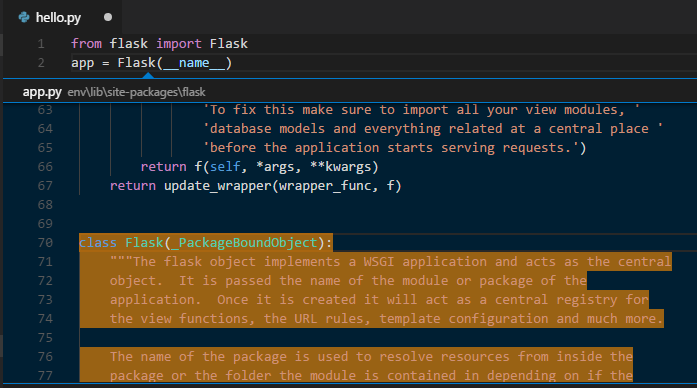 hello.py
1 from flask import Flask
2 app = Flask(__name__)
app.py env\lib\site-packages\flask
63 'To fix this make sure to import all your view modules, '
64 'database models and everything related at a central place '
65 'before the application starts serving requests.')
66 return f(self, *args, **kwargs)
67 return update_wrapper(wrapper_func, f)
68
69
70 class Flask(_PackageBoundObject):
71 """The flask object implements a WSGI application and acts as the central
72 object.  It is passed the name of the module or package of the
73 application.  Once it is created it will act as a central registry for
74 the view functions, the URL rules, template configuration and much more.
75
76 The name of the package is used to resolve resources from inside the
77 package or the folder the module is contained in depending on if the